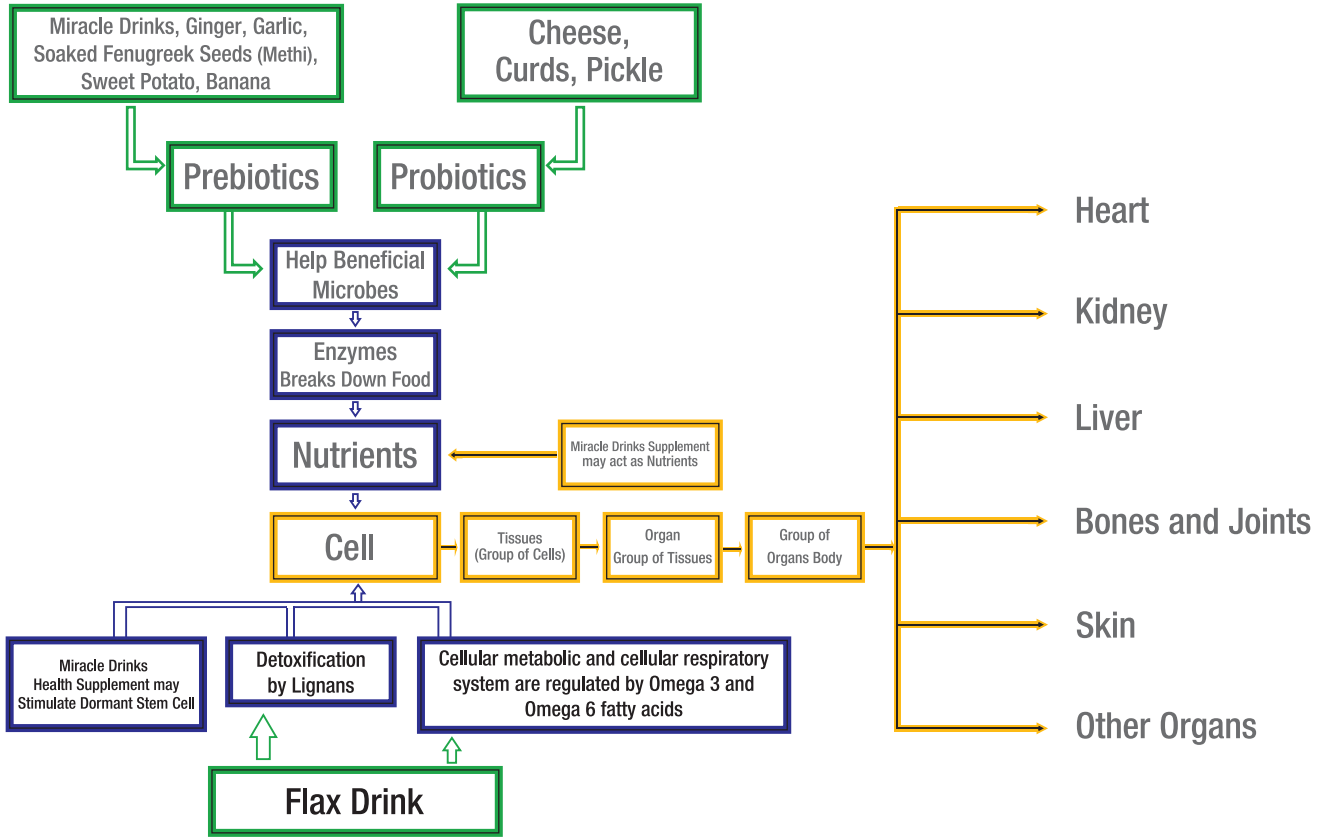 Miracle Drinks, Ginger, Garlic,
Soaked Fenugreek Seeds (Methi),
Sweet Potato, Banana
Cheese,
Curds, Pickle
Prebiotics
Probiotics
Help Beneficial
Microbes
Enzymes
Breaks Down Food
Nutrients
Miracle Drinks Supplement
may act as Nutrients
Cell
Tissues
(Group of Cells)
Organ
Group of Tissues
Group of
Organs Body
Heart
Kidney
Liver
Bones and Joints
Skin
Other Organs
Miracle Drinks
Health Supplement may
Stimulate Dormant Stem Cell
Detoxification
by Lignans
Cellular metabolic and cellular respiratory
system are regulated by Omega 3 and
Omega 6 fatty acids
Flax Drink